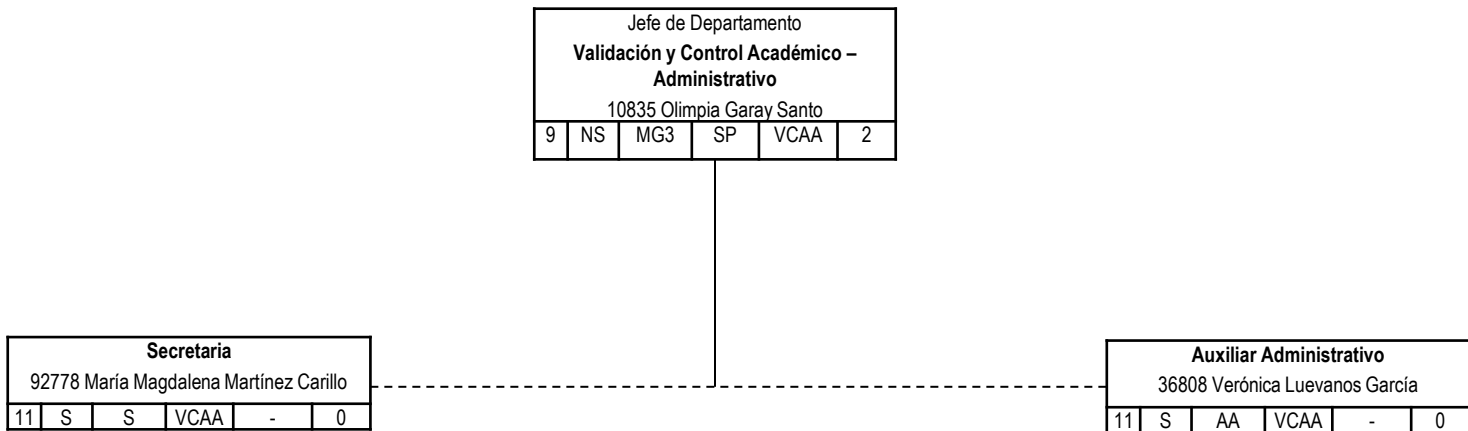 Jefe de Departamento
Validación y Control Académico –
Administrativo
10835 Olimpia Garay Santo
9 NS MG3 SP VCAA 2
Secretaria
92778 María Magdalena Martínez Carillo
11 S S VCAA - 0
Auxiliar Administrativo
36808 Verónica Luevanos García
11 S AA VCAA - 0